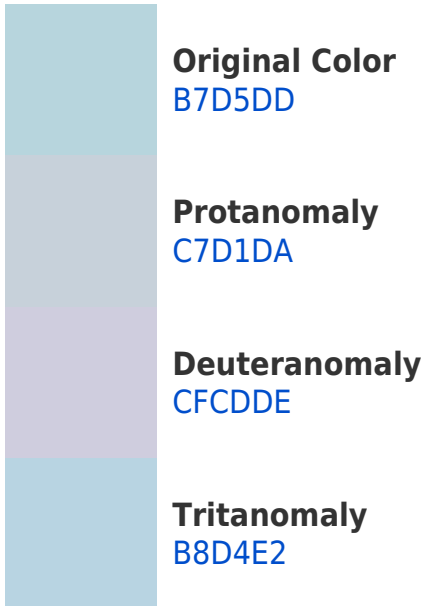 Original Color
B7D5DD
Protanomaly
C7D1DA
Deuteranomaly
CFCDDE
Tritanomaly
B8D4E2